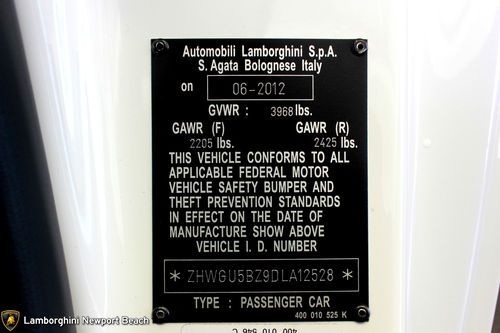 Automobili Lamborghini S.p.A.
S. Agata Bolognese Italy
on 06-2012
GVWR : 3968 lbs.
GAWR (F) GAWR (R)
2205 lbs. 2425 lbs.
THIS VEHICLE CONFORMS TO ALL
APPLICABLE FEDERAL MOTOR
VEHICLE SAFETY BUMPER AND
THEFT PREVENTION STANDARDS
IN EFFECT ON THE DATE OF
MANUFACTURE SHOW ABOVE
VEHICLE I. D. NUMBER
* ZHWGU5BZ9DLA12528 *
TYPE : PASSENGER CAR
400 010 525 K
Lamborghini Newport Beach